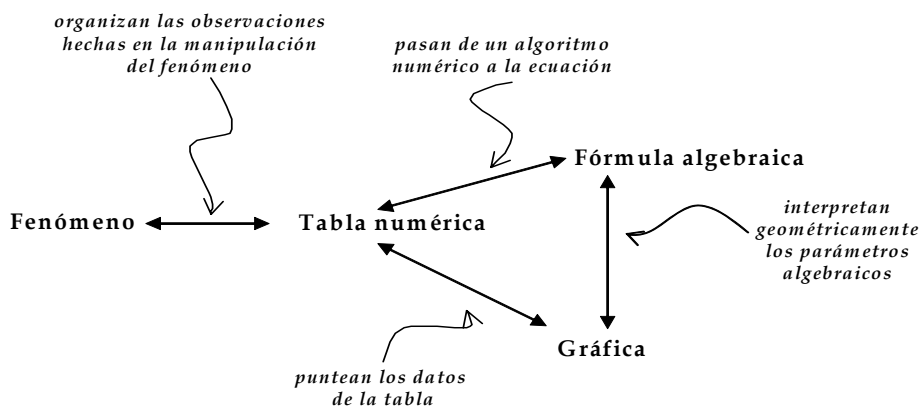 organizan las observaciones
hechas en la manipulación
del fenómeno
pasan de un algoritmo
numérico a la ecuación
Fórmula algebraica
Fenómeno
Tabla numérica
interpretan
geométricamente
los parámetros
algebraicos
Gráfica
puntean los datos
de la tabla